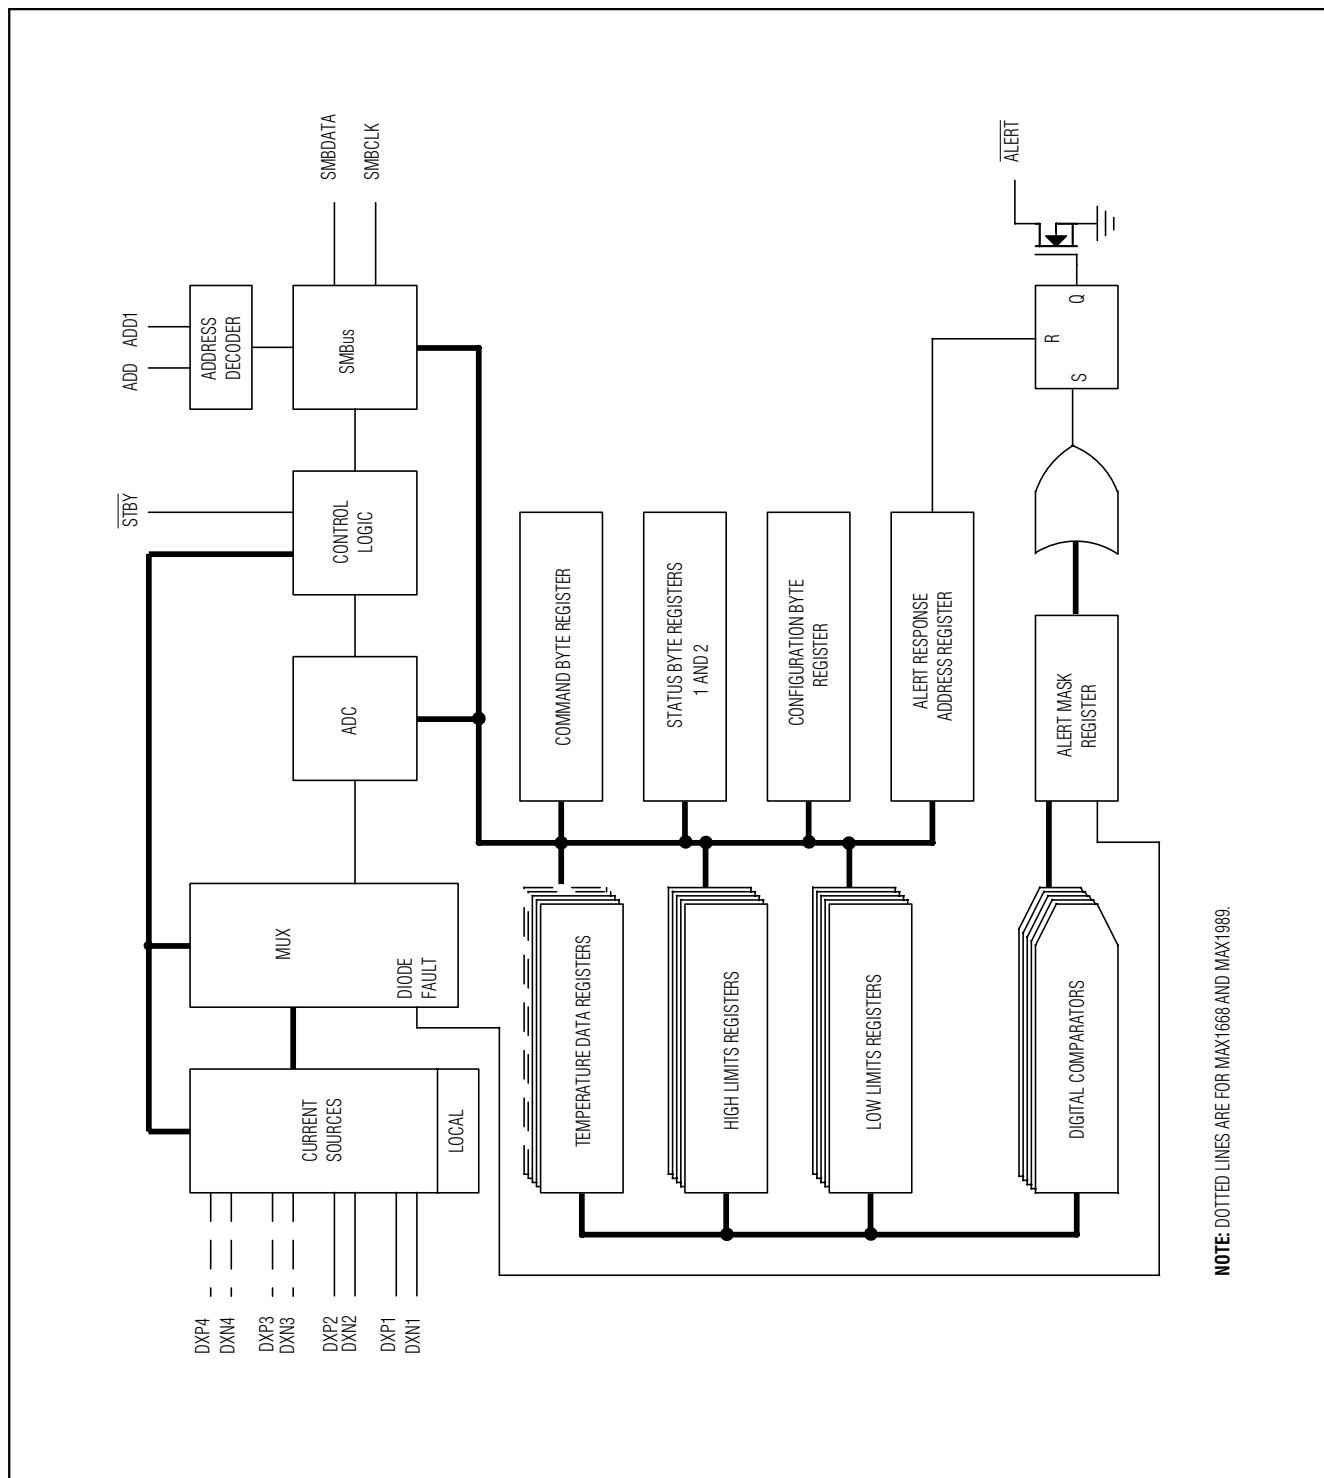 DXP4
DXN4
DXP3
DXN3
DXP2
DXN2
DXP1
DXN1
CURRENT
SOURCES
LOCAL
MUX
DIODE
FAULT
ADC
STBY
CONTROL
LOGIC
ADD
ADD1
ADDRESS
DECODER
SMBus
SMBDATA
SMBCLK
TEMPERATURE DATA REGISTERS
HIGH LIMITS REGISTERS
LOW LIMITS REGISTERS
DIGITAL COMPARATORS
COMMAND BYTE REGISTER
STATUS BYTE REGISTERS
1 AND 2
CONFIGURATION BYTE
REGISTER
ALERT RESPONSE
ADDRESS REGISTER
ALERT MASK
REGISTER
S
R
Q
ALERT
NOTE: DOTTED LINES ARE FOR MAX1668 AND MAX1989.